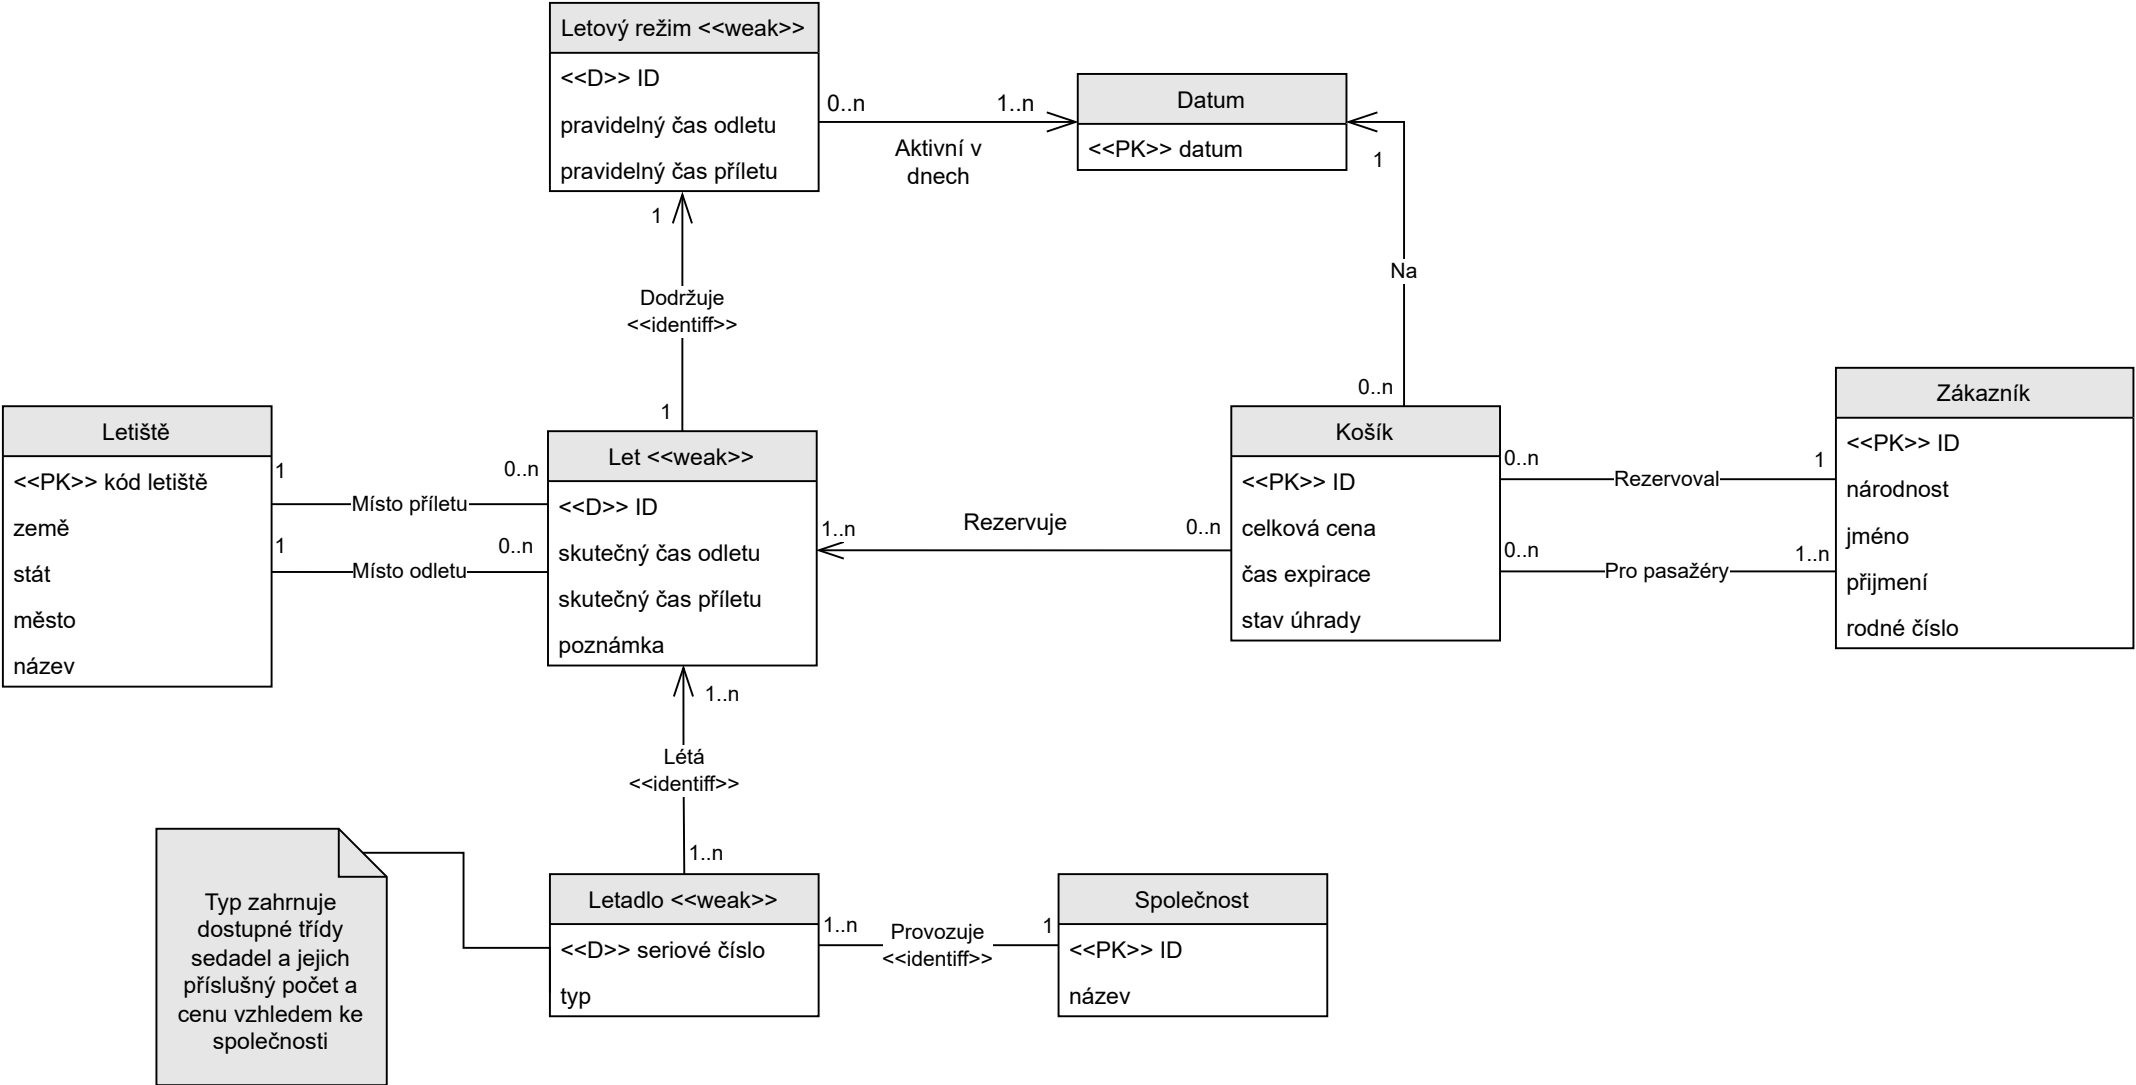 Letový režim <<weak>>
<<D>> ID
pravidelný čas odletu
pravidelný čas příletu
0..n
1..n
Aktivní v
dnech
Datum
<<PK>> datum
1
Na
0..n
1
Dodržuje
<<identiff>>
1
Letiště
<<PK>> kód letiště
země
stát
město
název
1
0..n
Místo příletu
1
0..n
Místo odletu
Let <<weak>>
<<D>> ID
skutečný čas odletu
skutečný čas příletu
poznámka
1..n
Rezervuje
0..n
Košík
<<PK>> ID
celková cena
čas expirace
stav úhrady
0..n
1
Rezervoval
0..n
1..n
Pro pasažéry
Zákazník
<<PK>> ID
národnost
jméno
přijmení
rodné číslo
1..n
Létá
<<identiff>>
1..n
Typ zahrnuje
dostupné třídy
sedadel a jejich
příslušný počet a
cenu vzhledem ke
společnosti
Letadlo <<weak>>
<<D>> seriové číslo
typ
1..n
Provozuje
<<identiff>>
1
Společnost
<<PK>> ID
název